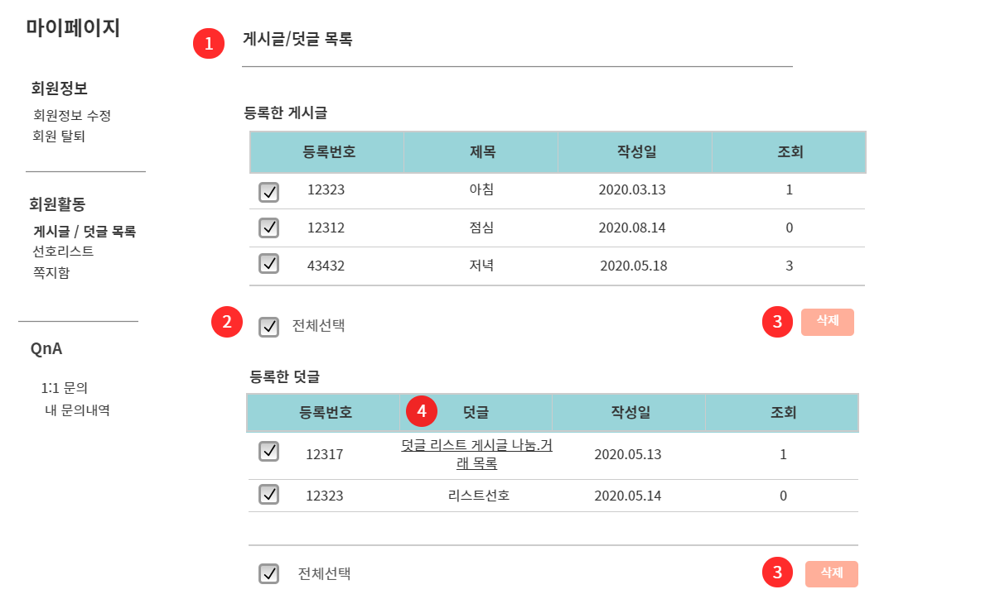 마이페이지
회원정보
회원정보 수정
회원 탈퇴
회원활동
게시글 / 덧글 목록
선호리스트
쪽지함
QnA
1:1 문의
내 문의내역
1 게시글/덧글 목록
등록한 게시글
등록번호 제목 작성일 조회
12323 아침 2020.03.13 1
12312 점심 2020.08.14 0
43432 저녁 2020.05.18 3
2 전체선택 3 삭제
등록한 덧글
등록번호 4 덧글 작성일 조회
덧글 리스트 게시글 나눔.거
12317 2020.05.13 1
래 목록
12323 리스트선호 2020.05.14 0
전체선택 3 삭제